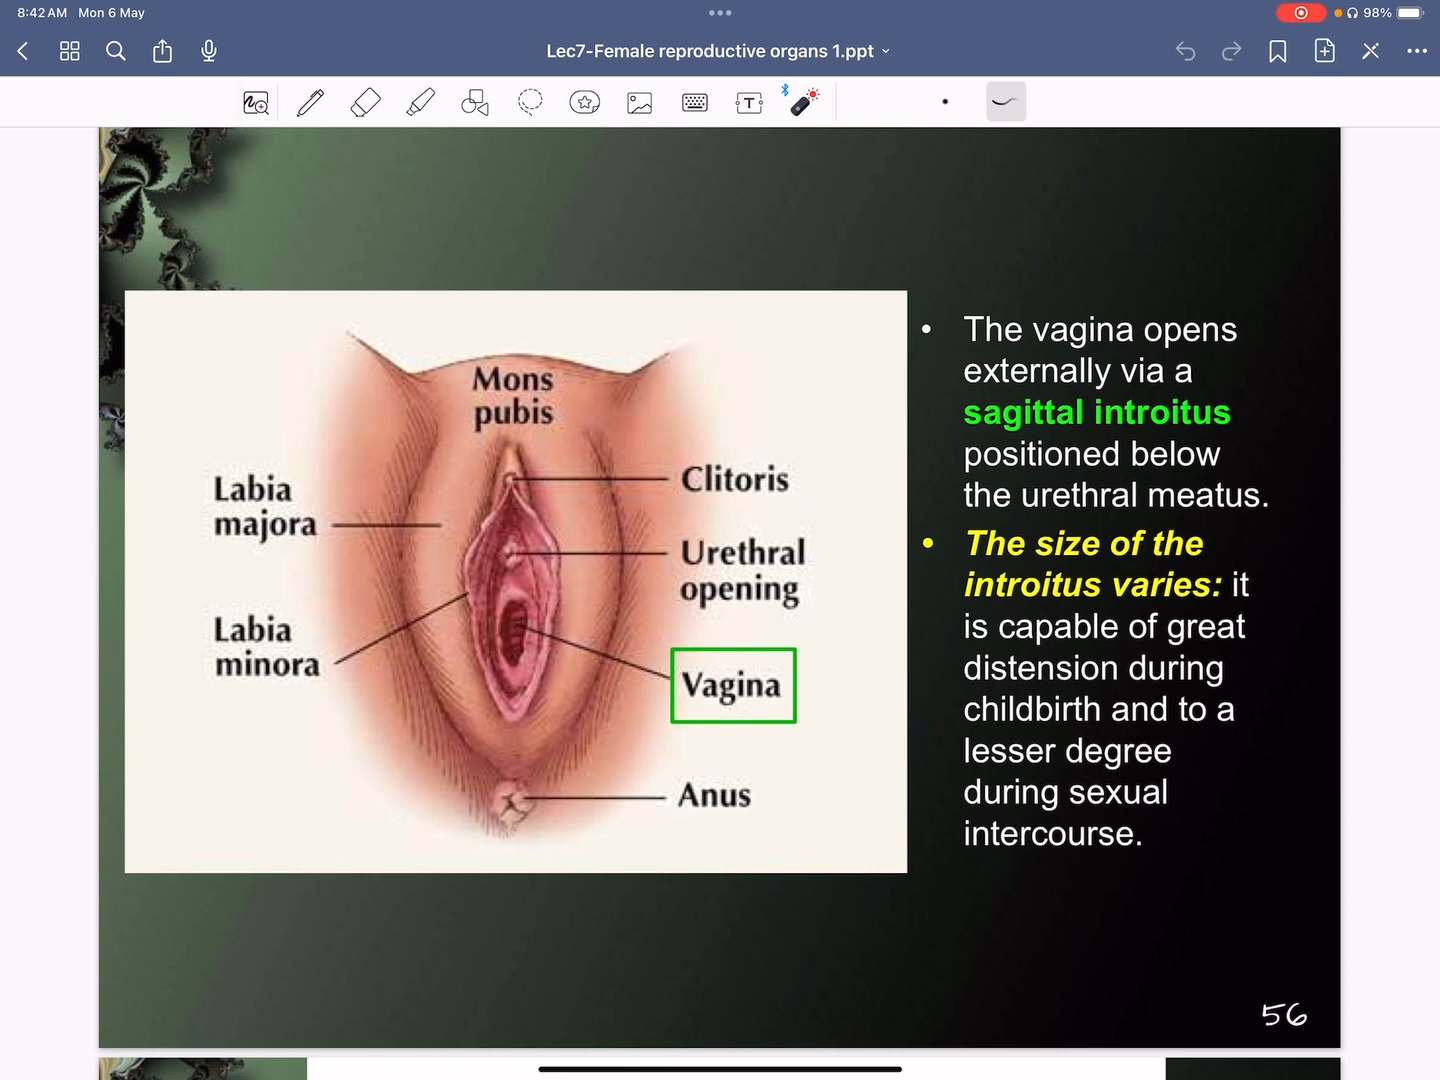 8:42 AM Mon 6 May
98%
Lec7-Female reproductive organs 1.ppt
T
Mons
pubis
Labia
majora
Labia
minora
Clitoris
Urethral
opening
Vagina
Anus
• The vagina opens
externally via a
sagittal introitus
positioned below
the urethral meatus.
• The size of the
introitus varies: it
is capable of great
distension during
childbirth and to a
lesser degree
during sexual
intercourse.
56